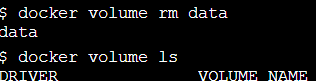 $ docker volume rm data
data
$ docker volume ls
DRIVER              VOLUME NAME